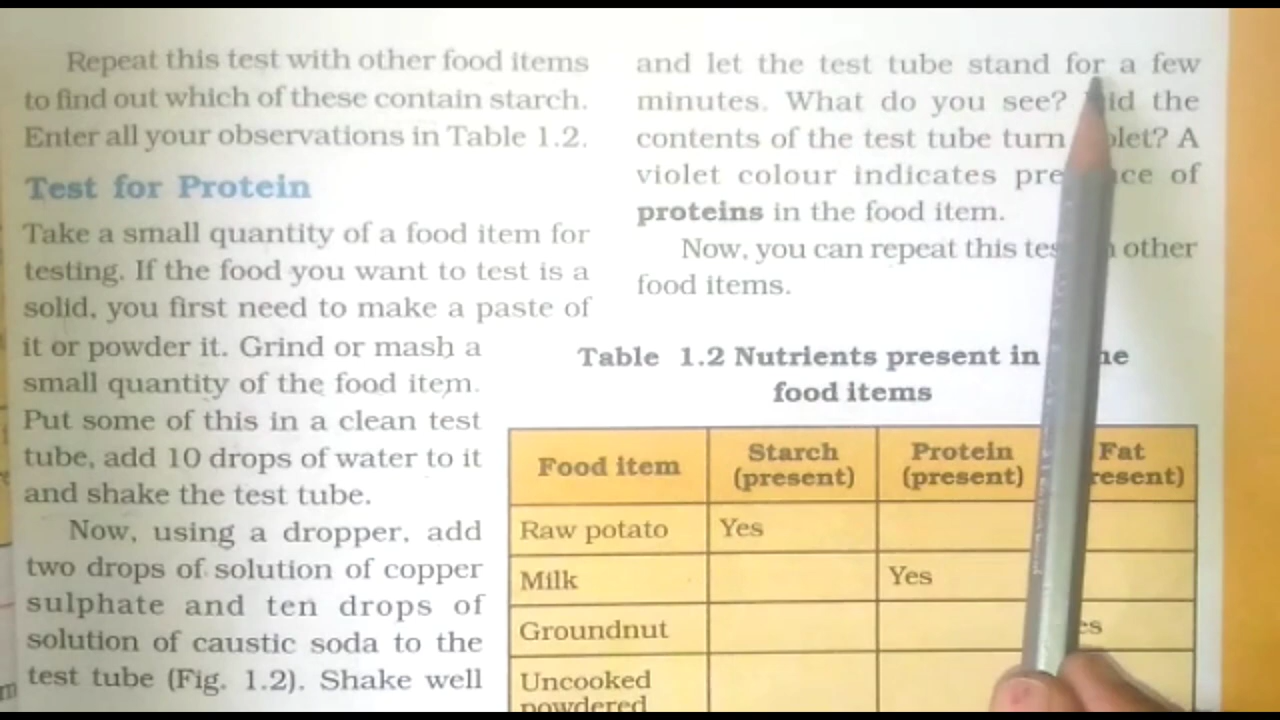 Repeat this test with other food items
to find out which of these contain starch.
Enter all your observations in Table 1.2.
Test for Protein
Take a small quantity of a food item for
testing. If the food you want to test is a
solid, you first need to make a paste of
it or powder it. Grind or mash a
small quantity of the food item.
Put some of this in a clean test
tube, add 10 drops of water to it
and shake the test tube.
Now, using a dropper, add
two drops of solution of copper
sulphate and ten drops of
solution of caustic soda to the
test tube (Fig. 1.2). Shake well
and let the test tube stand for a few
minutes. What do you see? the
contents of the test tube turn A
violet colour indicates of
proteins in the food item.
Now, you can repeat this other
food items.
Table 1.2 Nutrients present in
food items
Food item Starch Protein Fat
(present) (present)
Raw potato Yes
Milk Yes
Groundnut
Uncooked
powdered